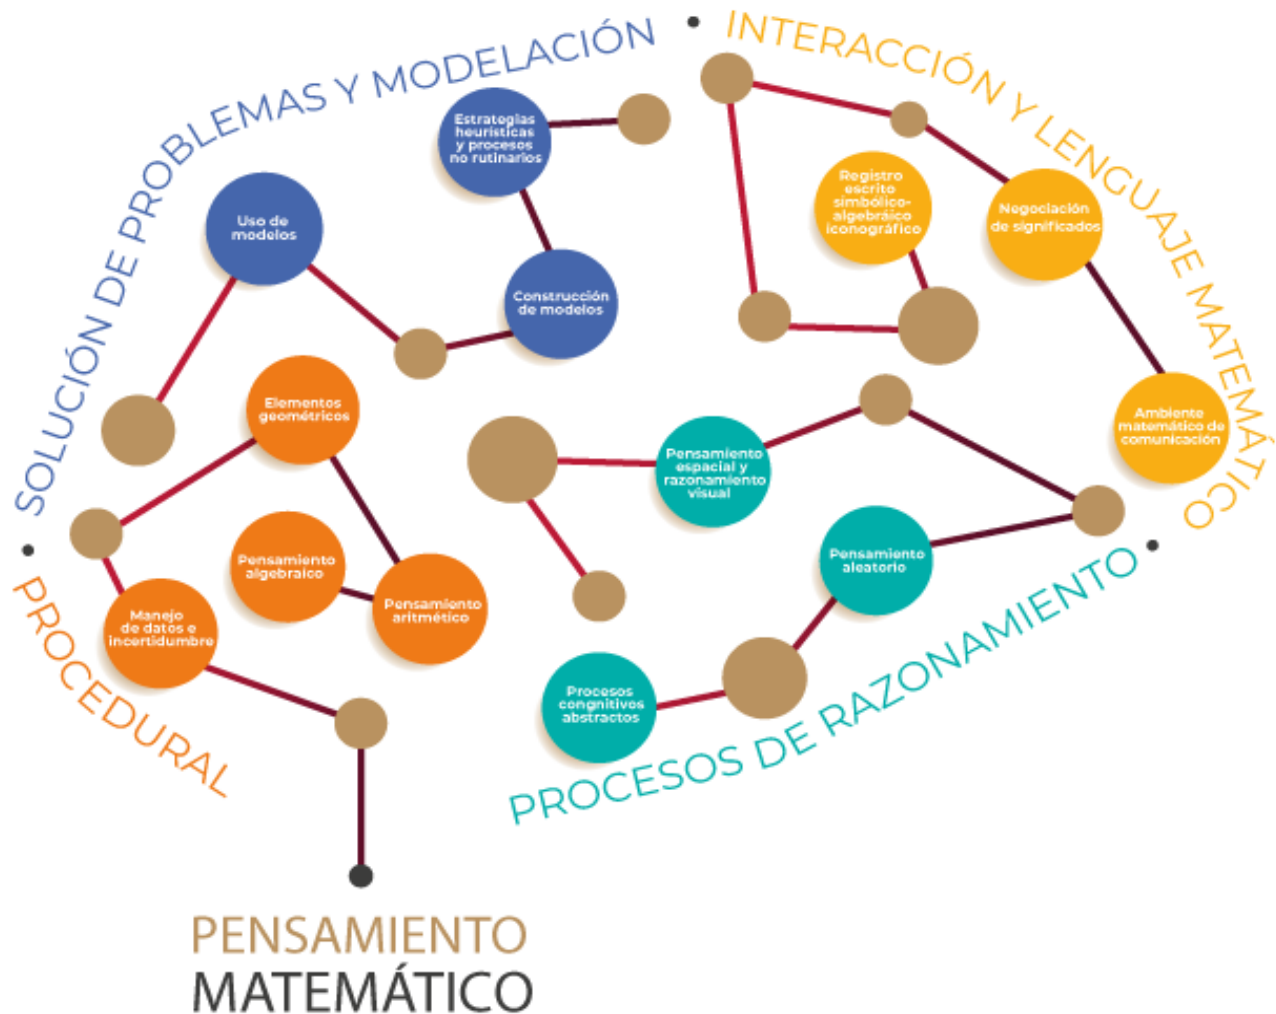 SOLUCIÓN DE PROBLEMAS Y MODELACIÓN
Estrategias
heurísticas
y procesos
no rutinarios
Uso de
modelos
Construcción
de modelos
INTERACCIÓN Y LENGUAJE MATEMÁTICO
Registro
escrito
simbólico-
algebráico
iconográfico
Negociación
de significados
Ambiente
matemático de
comunicación
PROCEDURAL
Elementos
geométricos
Pensamiento
algebraico
Pensamiento
aritmético
Manejo
de datos e
incertidumbre
PROCESOS DE RAZONAMIENTO
Pensamiento
espacial y
razonamiento
visual
Pensamiento
aleatorio
Procesos
congnitivos
abstractos
PENSAMIENTO
MATEMÁTICO